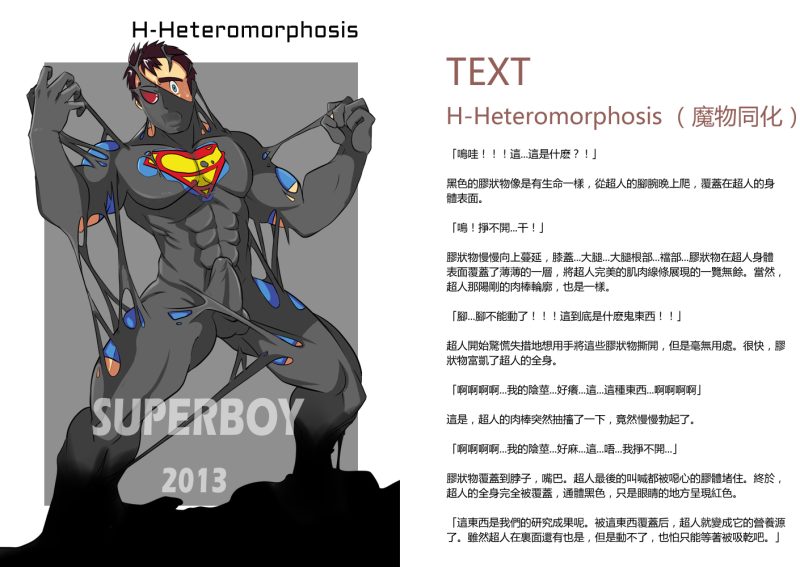 H-Heteromorphosis
SUPERBOY
2013
TEXT
H-Heteromorphosis （魔物同化）
「嗚哇！！！這...這是什麼？！」
黑色的膠狀物像是有生命一樣，從超人的腳腕晚上爬，覆蓋在超人的身
體表面。
「嗚！掙不開...干！」
膠狀物慢慢向上蔓延，膝蓋...大腿...大腿根部...襠部...膠狀物在超人身體
表面覆蓋了薄薄的一層，將超人完美的肌肉線條展現的一覽無餘。當然，
超人那陽剛的肉棒輪廓，也是一樣。
「腳...腳不能動了！！！這到底是什麼鬼東西！！」
超人開始驚慌失措地想用手將這些膠狀物撕開，但是毫無用處。很快，膠
狀物富凱了超人的全身。
「啊啊啊啊...我的陰莖...好癢...這...這種東西...啊啊啊啊」
這是，超人的肉棒突然抽搐了一下，竟然慢慢勃起了。
「啊啊啊啊...我的陰莖...好麻...這...唔...我掙不開...」
膠狀物覆蓋到脖子，嘴巴。超人最後的叫喊都被噁心的膠體堵住。終於，
超人的全身完全被覆蓋，通體黑色，只是眼睛的地方呈現紅色。
「這東西是我們的研究成果呢。被這東西覆蓋后，超人就變成它的營養源
了。雖然超人在裏面還有也是，但是動不了，也怕只能等著被吸乾吧。」